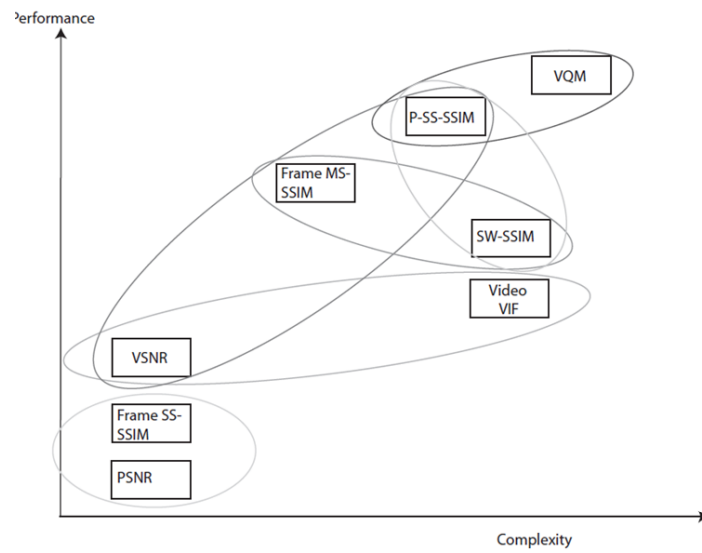 Performance
VQM
P-SS-SSIM
Frame MS-
SSIM
SW-SSIM
Video
VIF
VSNR
Frame SS-
SSIM
PSNR
Complexity